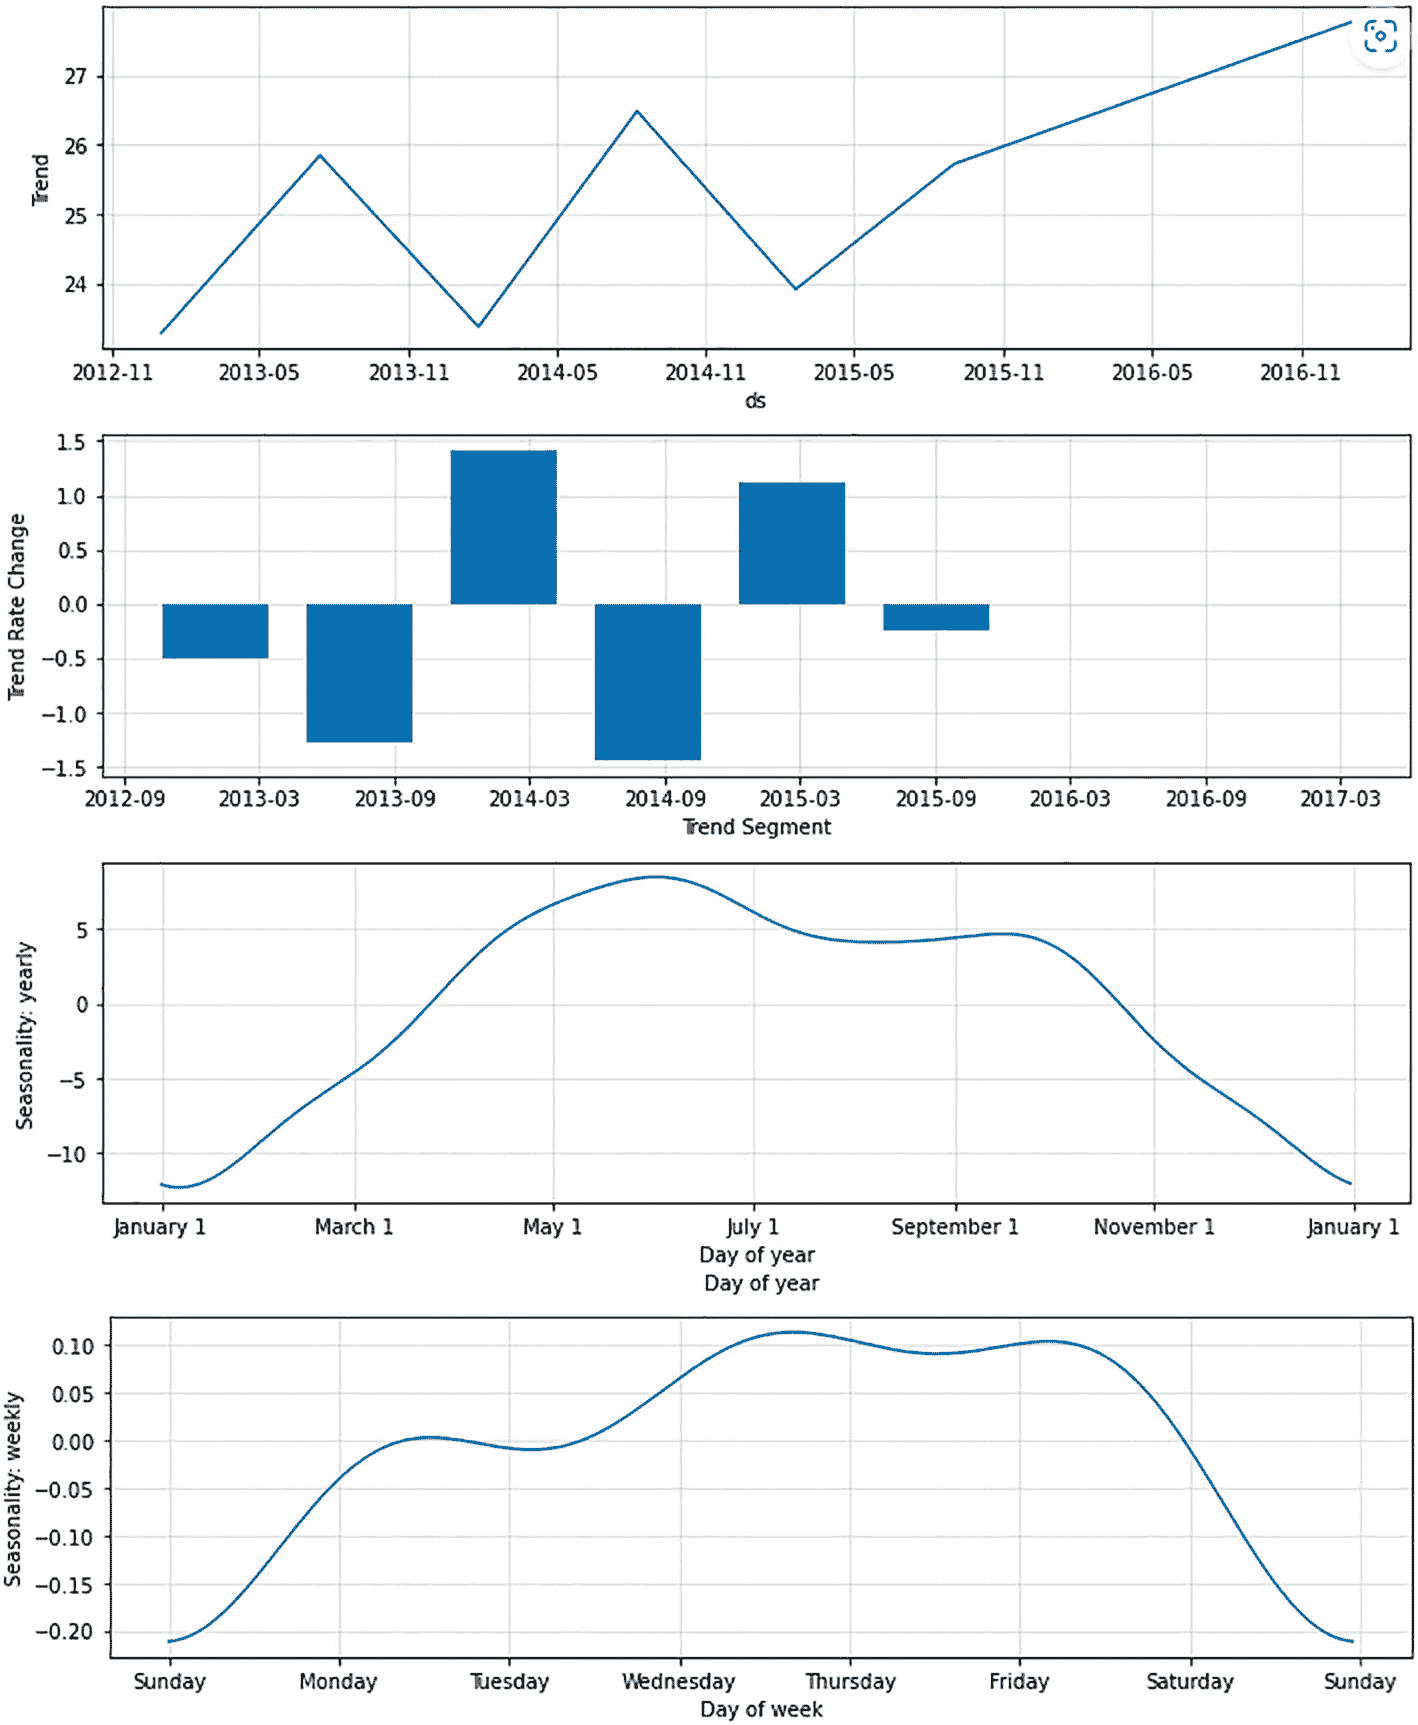 27
26
25
24
Trend
2012-11 2013-05 2013-11 2014-05 2014-11 2015-05 2015-11 2016-05 2016-11
ds
1.5
1.0
0.5
0.0
−0.5
−1.0
−1.5
Trend Rate Change
2012-09 2013-03 2013-09 2014-03 2014-09 2015-03 2015-09 2016-03 2016-09 2017-03
Trend Segment
5
0
−5
−10
Seasonality: yearly
January 1 March 1 May 1 July 1 September 1 November 1 January 1
Day of year
Day of year
0.10
0.05
0.00
−0.05
−0.10
−0.15
−0.20
Seasonality: weekly
Sunday Monday Tuesday Wednesday Thursday Friday Saturday Sunday
Day of week